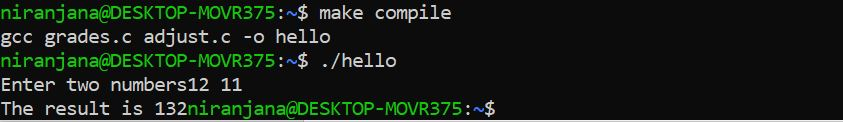 niranjana@DESKTOP-MOVR375:~$ make compile
gcc grades.c adjust.c -o hello
niranjana@DESKTOP-MOVR375:~$ ./hello
Enter two numbers12 11
The result is 132niranjana@DESKTOP-MOVR375:~$